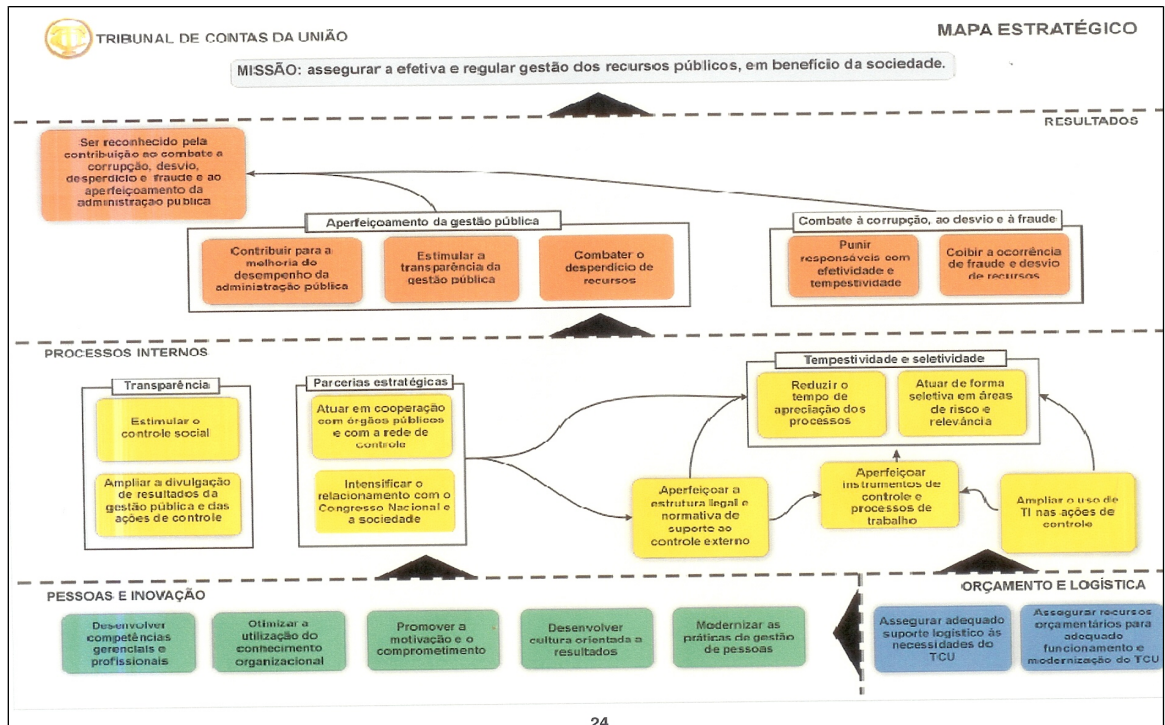 TRIBUNAL DE CONTAS DA UNIÃO
MAPA ESTRATÉGICO
MISSÃO: assegurar a efetiva e regular gestão dos recursos públicos, em benefício da sociedade.
RESULTADOS
Ser reconhecido pela
contribuição ao combate a
corrupção, desvio,
desperdício e fraude e ao
aperfeiçoamento da
administração pública
Aperfeiçoamento da gestão pública
Contribuir para a
melhoria do
desempenho da
administração pública
Estimular a
transparência da
gestão pública
Combater o
desperdício de
recursos
Combate à corrupção, ao desvio e à fraude
Punir
responsáveis com
efetividade e
tempestividade
Coibir a ocorrência
de fraude e desvio
de recursos
PROCESSOS INTERNOS
Transparência
Estimular o
controle social
Ampliar a divulgação
de resultados da
gestão pública e das
ações de controle
Parcerias estratégicas
Atuar em cooperação
com órgãos públicos
e com a rede de
controle
Intensificar o
relacionamento com o
Congresso Nacional e
a sociedade
Tempestividade e seletividade
Reduzir o
tempo de
apreciação dos
processos
Atuar de forma
seletiva em áreas
de risco e
relevância
Aperfeiçoar a
estrutura legal e
normativa de
suporte ao
controle externo
Aperfeiçoar
instrumentos de
controle e
processos de
trabalho
Ampliar o uso de
TI nas ações de
controle
PESSOAS E INOVAÇÃO
Desenvolver
competências
gerenciais e
profissionais
Otimizar a
utilização do
conhecimento
organizacional
Promover a
motivação e o
comprometimento
Desenvolver
cultura orientada a
resultados
Modernizar as
práticas de gestão
de pessoas
ORÇAMENTO E LOGÍSTICA
Assegurar adequado
suporte logístico às
necessidades do
TCU
Assegurar recursos
orçamentários para
adequado
funcionamento e
modernização do TCU
24